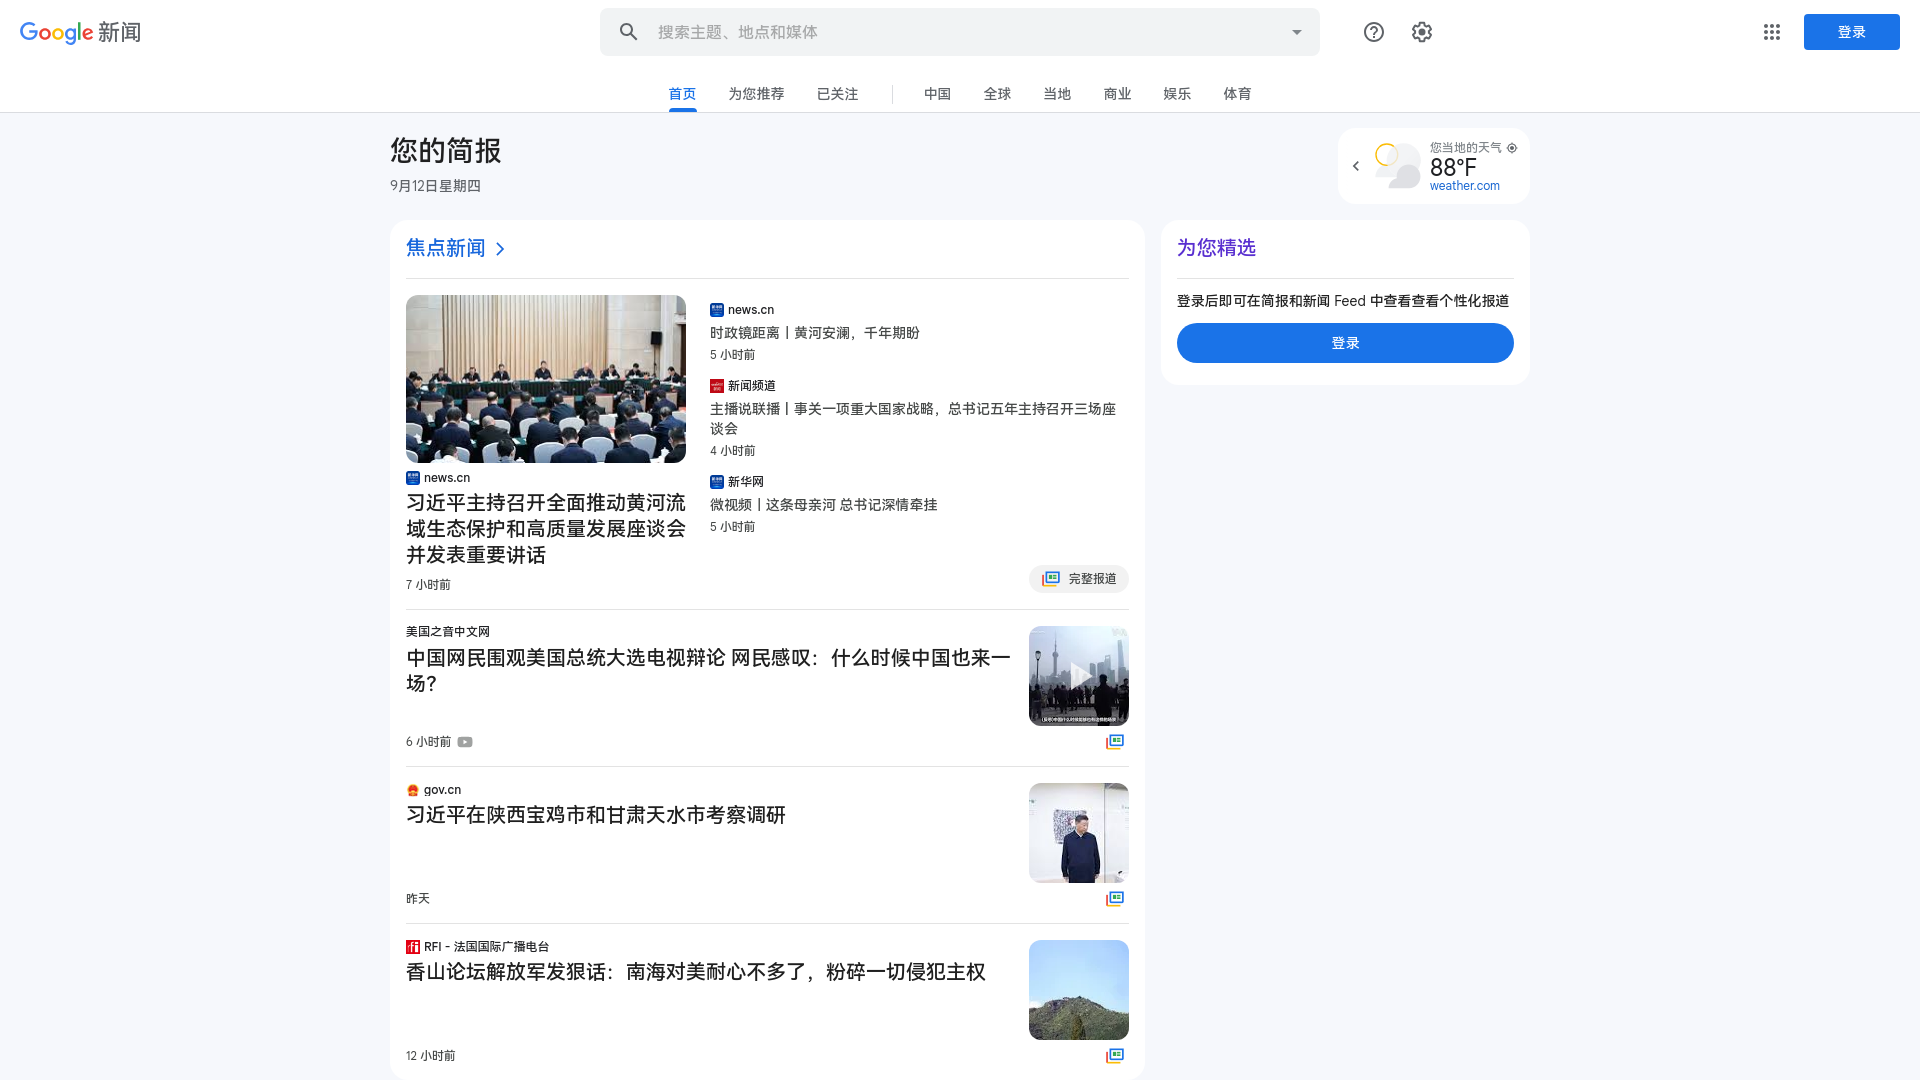 Google 新闻
搜索主题、地点和媒体
登录
首页
为您推荐
已关注
中国
全球
当地
商业
娱乐
体育
您的简报
9月12日星期四
您当地的天气
88°F
weather.com
焦点新闻
news.cn
习近平主持召开全面推动黄河流
域生态保护和高质量发展座谈会
并发表重要讲话
7 小时前
news.cn
时政镜距离丨黄河安澜，千年期盼
5 小时前
新闻频道
主播说联播丨事关一项重大国家战略，总书记五年主持召开三场座
谈会
4 小时前
新华网
微视频丨这条母亲河 总书记深情牵挂
5 小时前
完整报道
美国之音中文网
中国网民围观美国总统大选电视辩论 网民感叹：什么时候中国也来一
场？
6 小时前
gov.cn
习近平在陕西宝鸡市和甘肃天水市考察调研
昨天
RFI - 法国国际广播电台
香山论坛解放军发狠话：南海对美耐心不多了，粉碎一切侵犯主权
12 小时前
为您精选
登录后即可在简报和新闻 Feed 中查看查看个性化报道
登录